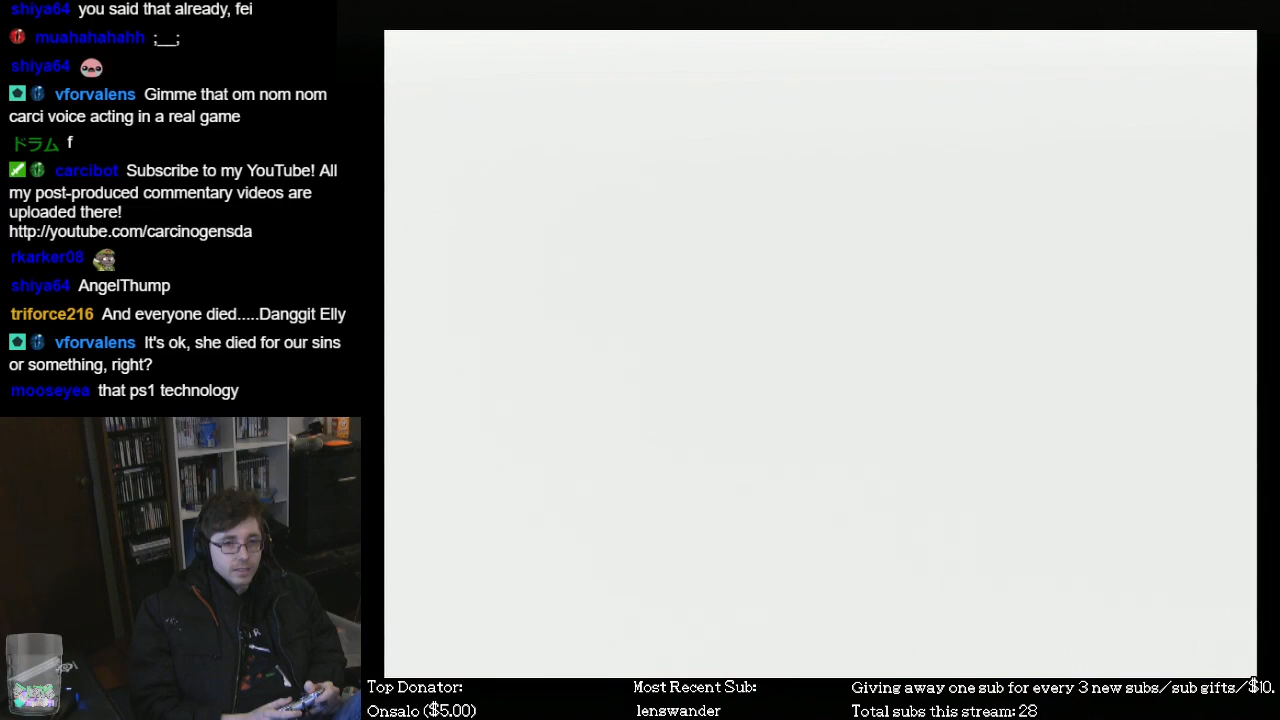 shiya64 you said that already, fei
muahahahahh ;__;
shiya64
vforvalens Gimme that om nom nom
carci voice acting in a real game
ドラム f
carcibot Subscribe to my YouTube! All
my post-produced commentary videos are
uploaded there!
http://youtube.com/carcinogensda
rkarker08
shiya64 AngelThump
triforce216 And everyone died.....Danggit Elly
vforvalens It's ok, she died for our sins
or something, right?
mooseyea that ps1 technology
Top Donator:
Onsalo ($5.00)
Most Recent Sub:
lenswander
Giving away one sub for every 3 new subs/sub gifts/$10.
Total subs this stream: 28